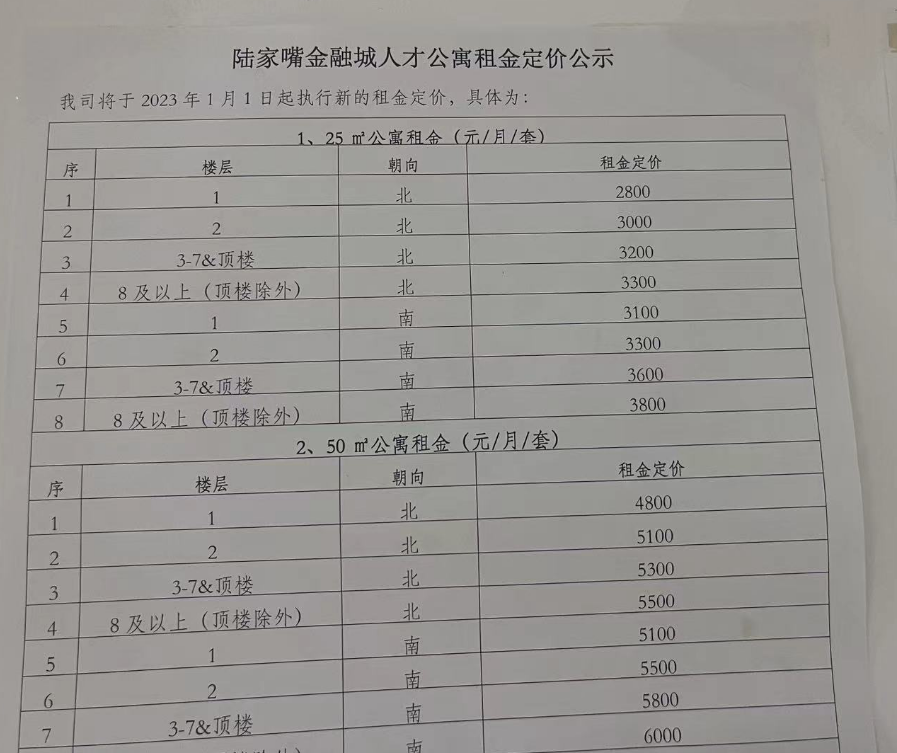 陆家嘴金融城人才公寓租金定价公示
我司将于 2023 年 1 月 1 日起执行新的租金定价，具体为：
1、25 ㎡公寓租金（元/月/套）
序 楼层 朝向 租金定价
1 1 北 2800
2 2 北 3000
3 3-7&顶楼 北 3200
4 8 及以上（顶楼除外） 北 3300
5 1 南 3100
6 2 南 3300
7 3-7&顶楼 南 3600
8 8 及以上（顶楼除外） 南 3800
2、50 ㎡公寓租金（元/月/套）
序 楼层 朝向 租金定价
1 1 北 4800
2 2 北 5100
3 3-7&顶楼 北 5300
4 8 及以上（顶楼除外） 北 5500
5 1 南 5100
6 2 南 5500
7 3-7&顶楼 南 5800
南 6000